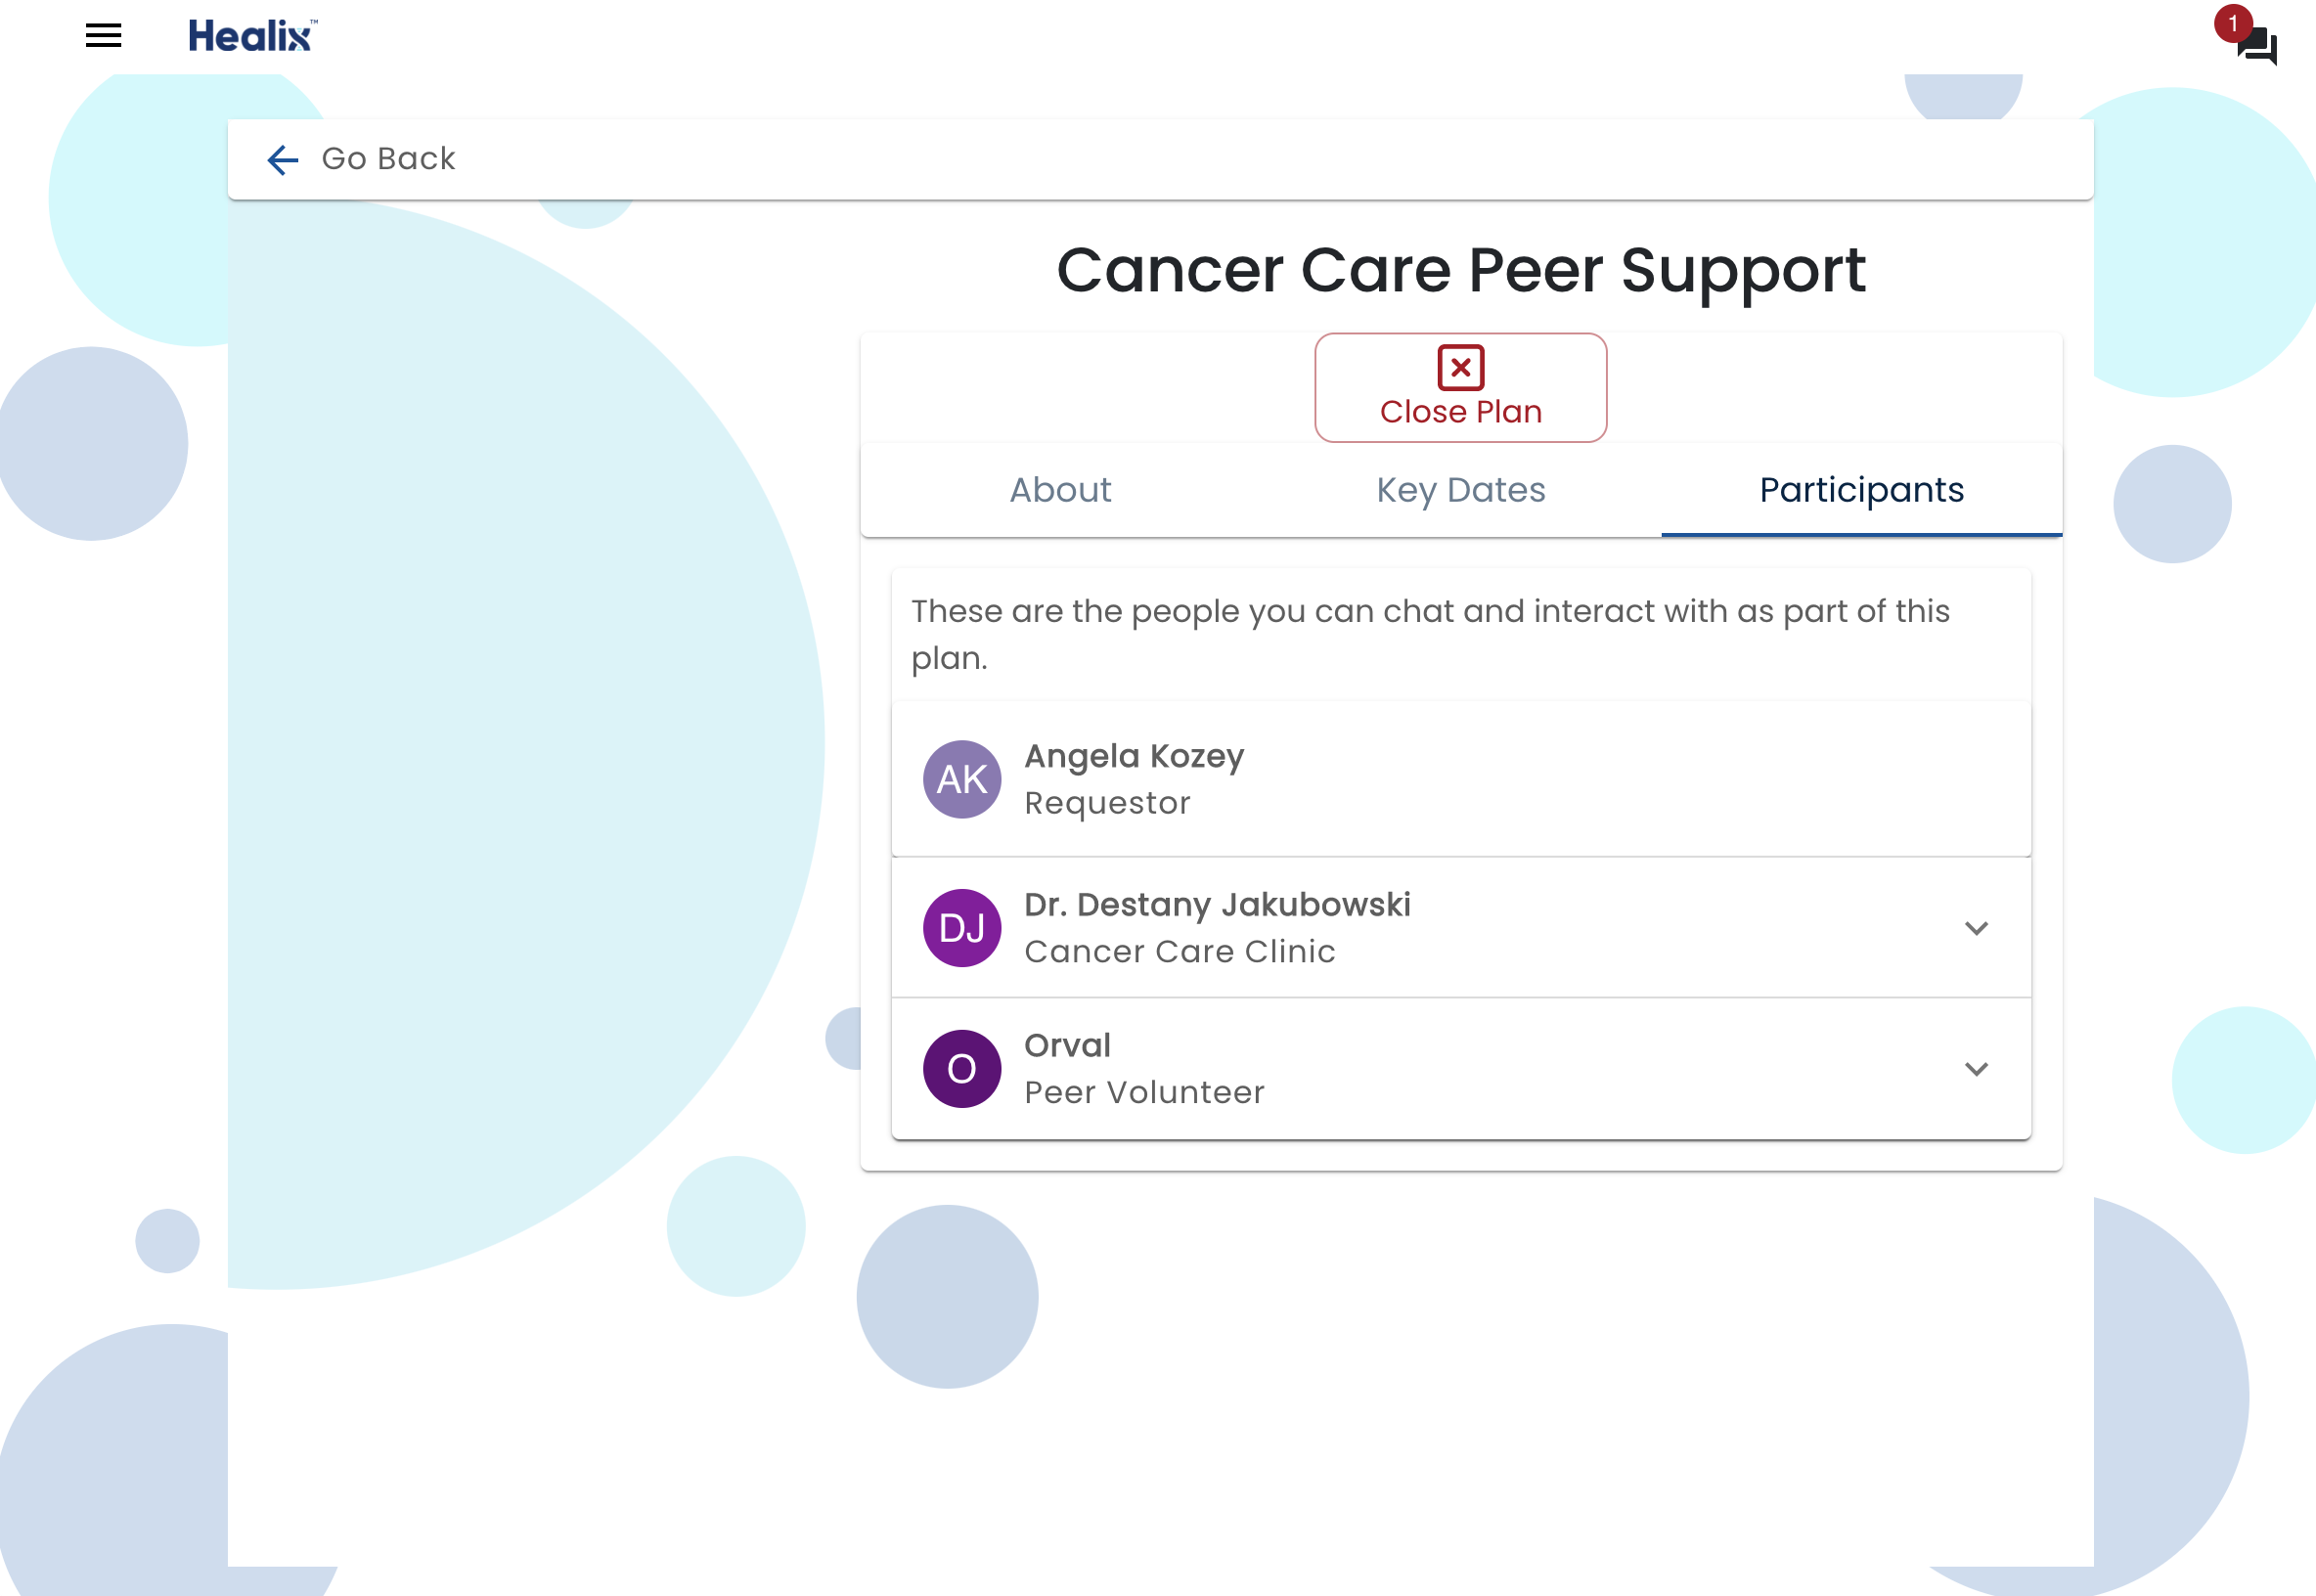 Healix™
1
Go Back
Cancer Care Peer Support
Close Plan
About
Key Dates
Participants
These are the people you can chat and interact with as part of this
plan.
AK
Angela Kozey
Requestor
DJ
Dr. Destany Jakubowski
Cancer Care Clinic
O
Orval
Peer Volunteer